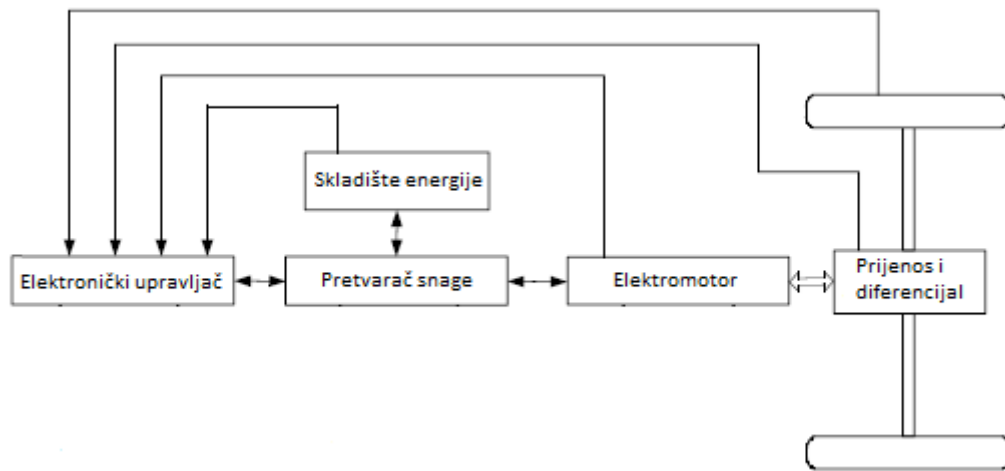 Skladište energije
Elektronički upravljač
Pretvarač snage
Elektromotor
Prijenos i
diferencijal